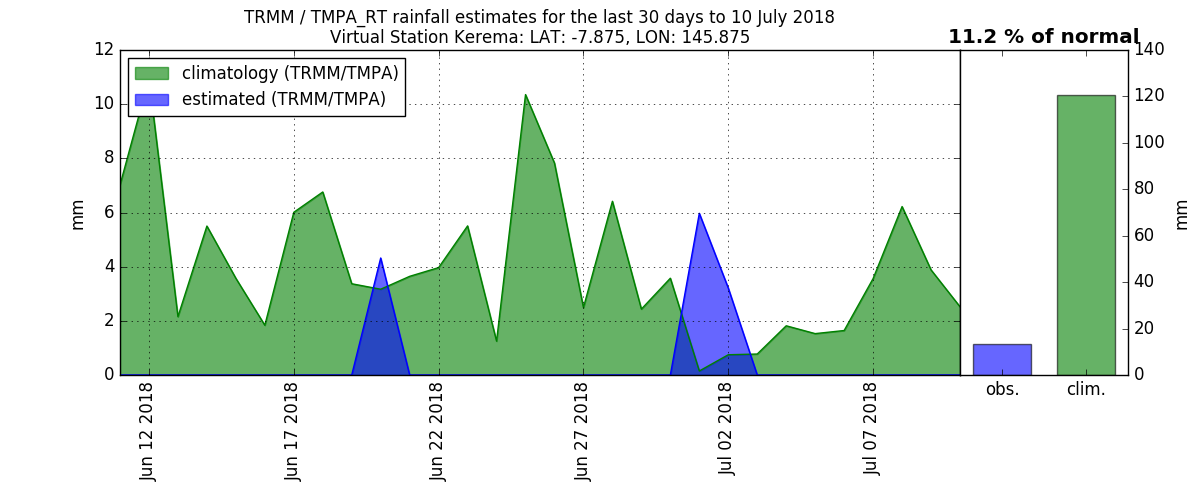 TRMM / TMPA_RT rainfall estimates for the last 30 days to 10 July 2018
Virtual Station Kerema: LAT: -7.875, LON: 145.875
11.2 % of normal
climatology (TRMM/TMPA)
estimated (TRMM/TMPA)
12
10
8
6
4
2
0
mm
Jun 12 2018
Jun 17 2018
Jun 22 2018
Jun 27 2018
Jul 02 2018
Jul 07 2018
140
120
100
80
60
40
20
0
mm
obs.
clim.